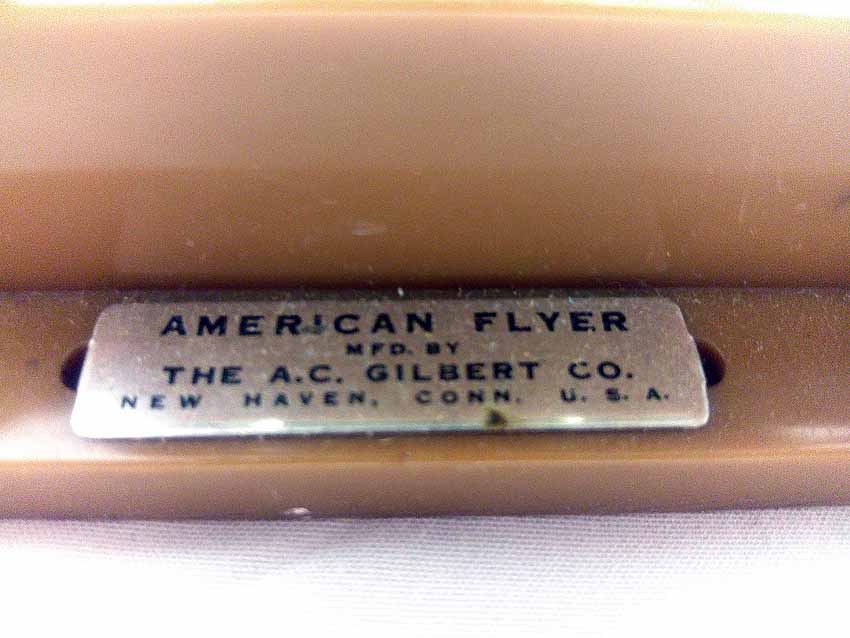 AMERICAN FLYER
MFD. BY
THE A.C. GILBERT CO.
NEW HAVEN, CONN. U. S. A.